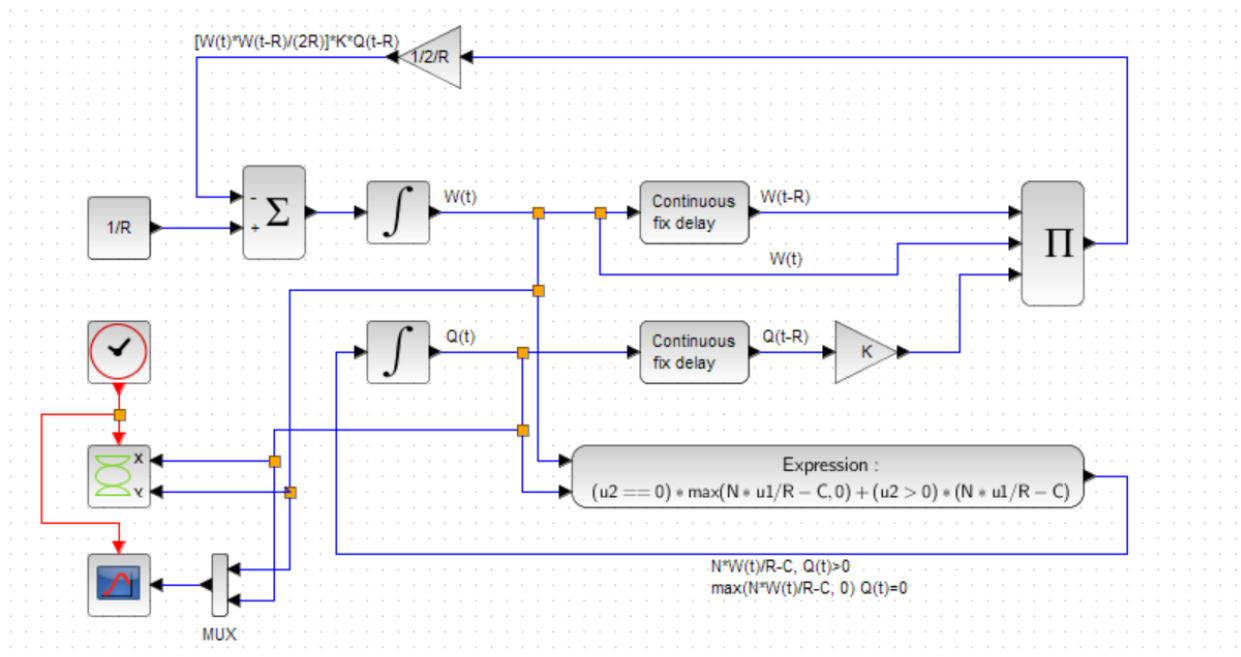 [W(t)*W(t-R)/(2R)]*K*Q(t-R)
1/2/R
W(t)
W(t-R)
Continuous
fix delay
-
Σ
+
∫
1/R
Π
W(t)
Q(t)
Q(t-R)
∫
Continuous
fix delay
K
X
Y
Expression :
(u2 == 0) * max(N * u1/R − C, 0) + (u2 > 0) * (N * u1/R − C)
N*W(t)/R-C, Q(t)>0
max(N*W(t)/R-C, 0) Q(t)=0
MUX